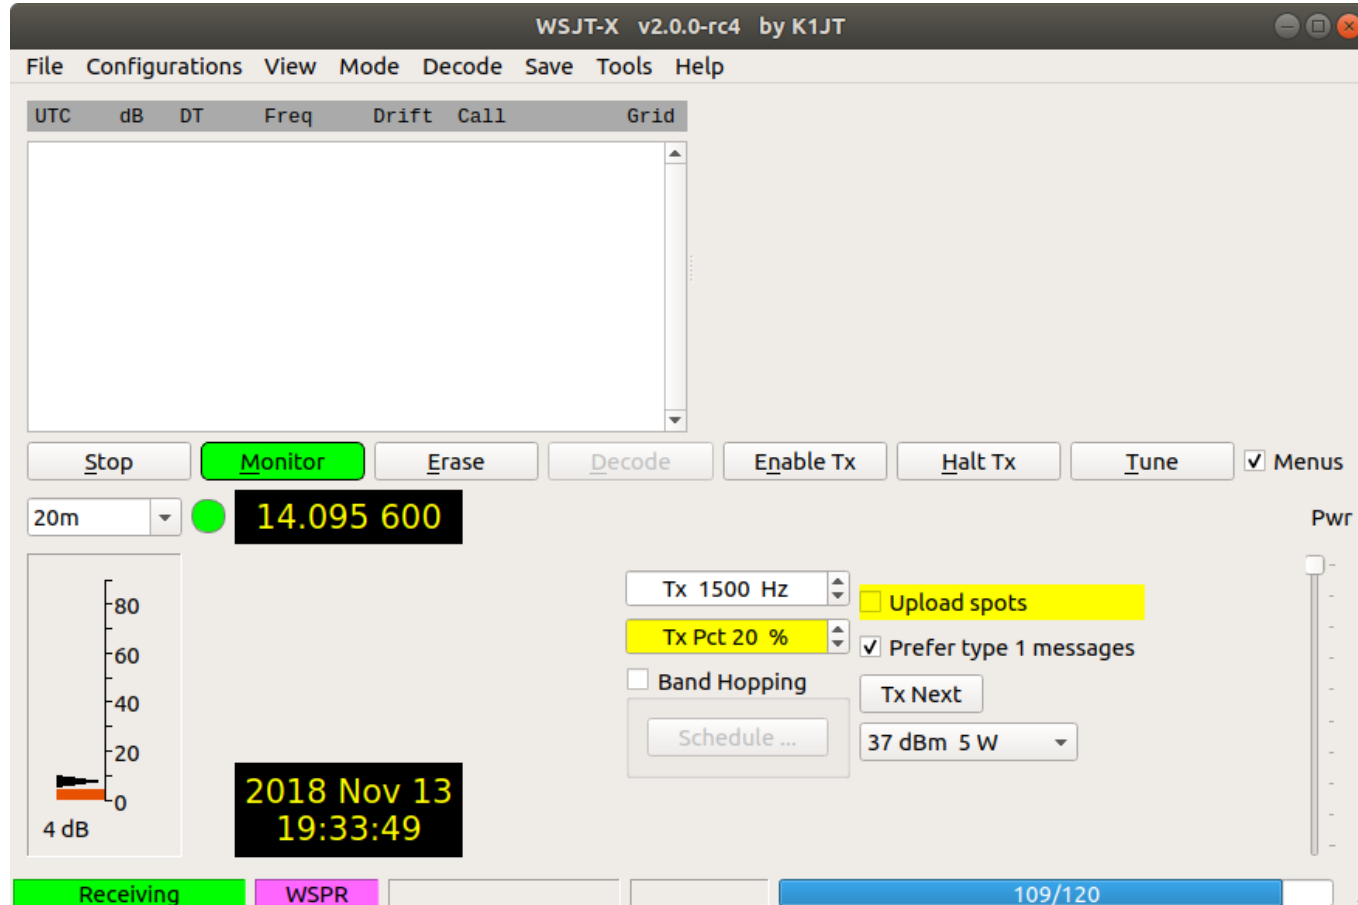 WSJT-X v2.0.0-rc4 by K1JT
File Configurations View Mode Decode Save Tools Help
UTC dB DT Freq Drift Call Grid
Stop Monitor Erase Decode Enable Tx Halt Tx Tune Menus
20m 14.095 600 Pwr
Tx 1500 Hz Upload spots
Tx Pct 20 % Prefer type 1 messages
Band Hopping Tx Next
Schedule ... 37 dBm 5 W
80
60
40
20
0
4 dB
2018 Nov 13
19:33:49
Receiving WSPR 109/120